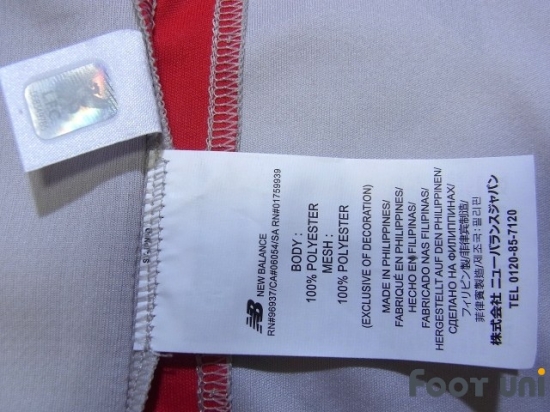 NB NEW BALANCE
RN#96937/CA#06054/SA RN#01759939
BODY :
100% POLYESTER
MESH :
100% POLYESTER
(EXCLUSIVE OF DECORATION)
MADE IN PHILIPPINES/
FABRIQUÉ EN PHILIPPINES/
HECHO EN FILIPINAS/
FABRICADO NAS FILIPINAS/
HERGESTELLT AUF DEN PHILIPPINEN/
СДЕЛАНО НА ФИЛИППИНАХ/
フィリピン製/菲律宾制造/
菲律賓製造/제조국: 필리핀
株式会社 ニューバランスジャパン
TEL 0120-85-7120
Foot Uni